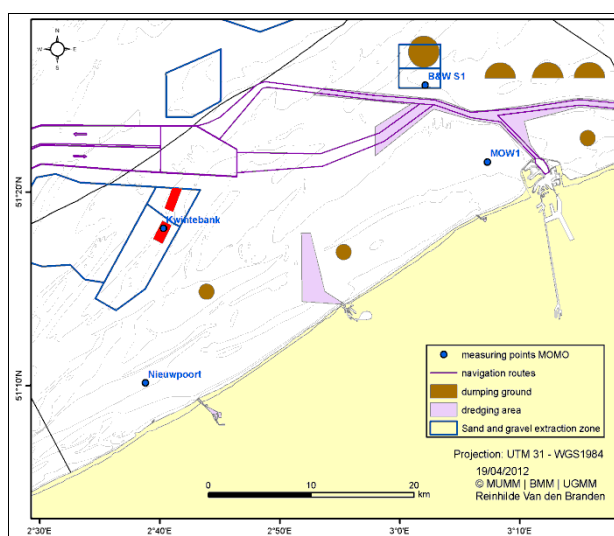 N
W E
S
B&W S1
MOW1
51°20'N
Kwintebank
51°10'N
Nieuwpoort
measuring points MOMO
navigation routes
dumping ground
dredging area
Sand and gravel extraction zone
Projection: UTM 31 - WGS1984
19/04/2012
© MUMM | BMM | UGMM
Reinhilde Van den Branden
0 10 20
km
2°30'E 2°40'E 2°50'E 3°0'E 3°10'E